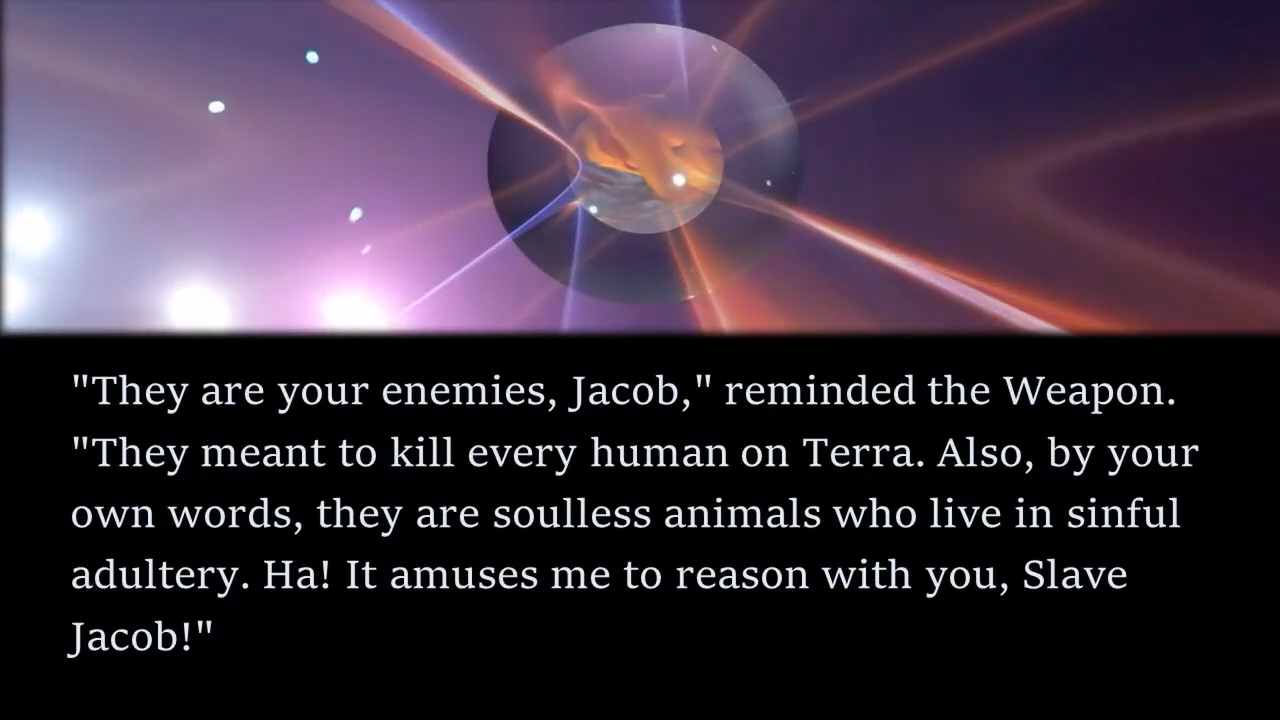 "They are your enemies, Jacob," reminded the Weapon.
"They meant to kill every human on Terra. Also, by your
own words, they are soulless animals who live in sinful
adultery. Ha! It amuses me to reason with you, Slave
Jacob!"